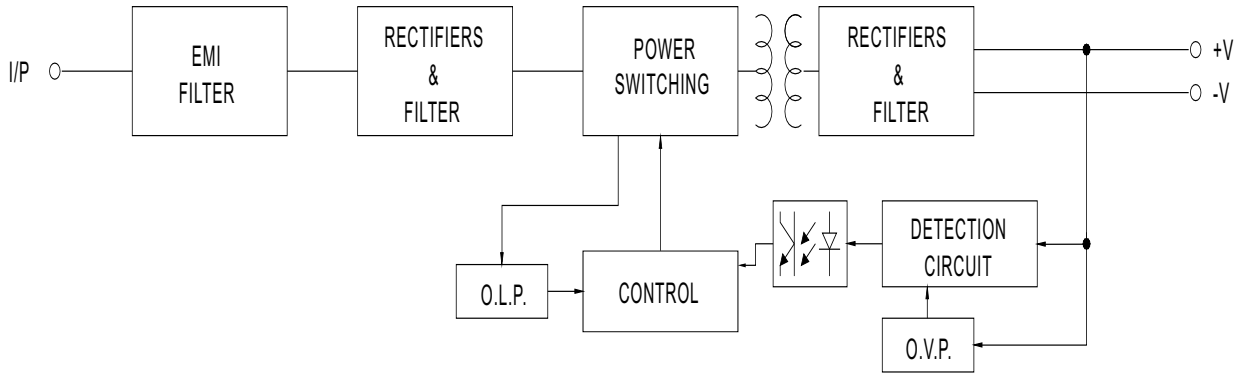 I/P
EMI
FILTER
RECTIFIERS
&
FILTER
POWER
SWITCHING
RECTIFIERS
&
FILTER
+V
-V
O.L.P.
CONTROL
DETECTION
CIRCUIT
O.V.P.